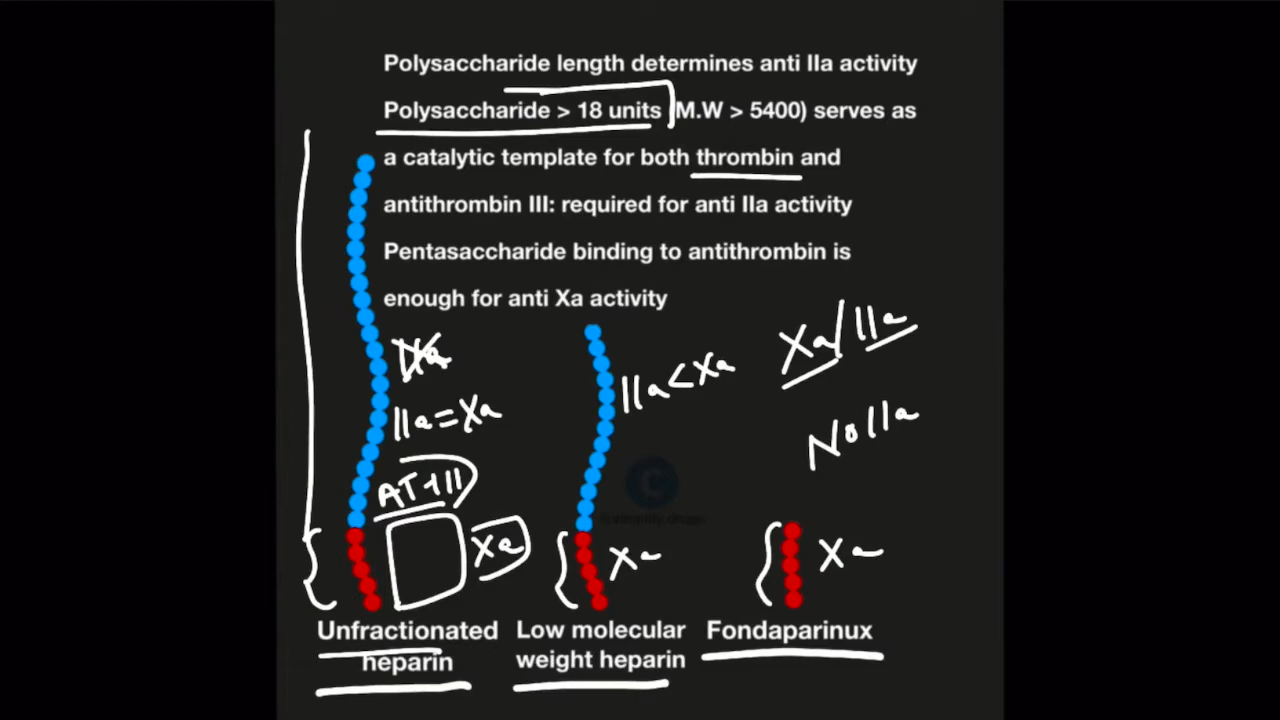 Polysaccharide length determines anti IIa activity
Polysaccharide > 18 units (M.W > 5400) serves as
a catalytic template for both thrombin and
antithrombin III: required for anti IIa activity
Pentasaccharide binding to antithrombin is
enough for anti Xa activity
Xa/IIa
IIa<Xa
IIa=Xa
No IIa
AT-III
Xa
Xa
Xa
Unfractionated
heparin
Low molecular
weight heparin
Fondaparinux